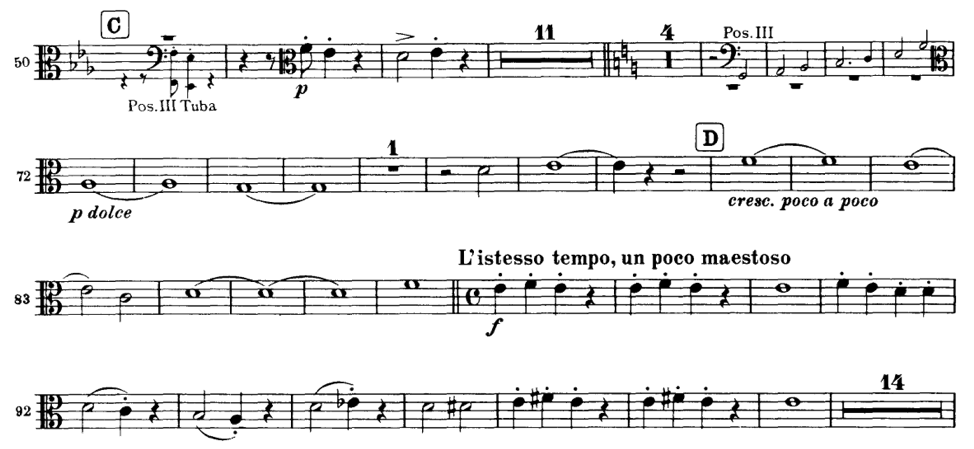 C
11
4
Pos. III
50
p
Pos. III Tuba
1
D
72
p dolce
cresc. poco a poco
L'istesso tempo, un poco maestoso
83
f
14
92